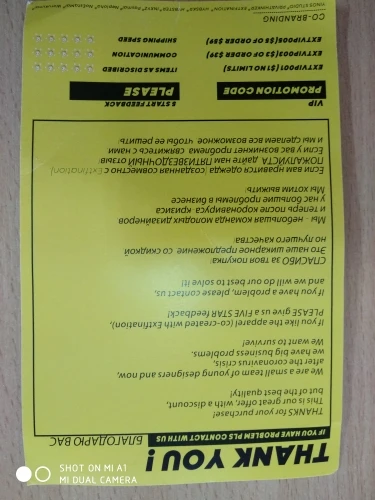 THANK YOU!
IF YOU HAVE PROBLEM PLS CONTACT WITH US
БЛАГОДАРЮ ВАС
THANKS for your purchase!
This is our great offer, with a discount,
but of the best quality!
We are a small team of young designers and now,
after the coronavirus crisis,
we have big business problems.
We want to survive!
If you like the apparel (co-created with Extfinction),
PLEASE give us a FIVE STAR feedback!
If you have a problem, please contact us,
and we will do our best to solve it!
СПАСИБО за твоя покупка:
Это наше шикарное предложение со скидкой
но лучшего качества:
Мы - небольшая команда молодых дизайнеров
и теперь после коронавируса кризиса
у нас большие проблемы в бизнесе
Мы хотим выжить:
Если вам нравится одежда (созданная совместно с Extfinction)
ПОЖАЛУЙСТА дайте нам ПЯТИЗВЕЗДОЧНЫЙ отзыв:
Если у вас возникнет проблема свяжитесь с нами
и мы сделаем все возможное чтобы ее решить:
VIP
PROMOTION CODE
EXTVIP001 ($1 NO LIMITS)
EXTVIP003 ($3 OF ORDER $39)
EXTVIP005 ($5 OF ORDER $99)
5 START FEEDBACK
PLEASE
ITEMS AS DISCRIBED
COMMUNICATION
SHIPPING SPEED
CO-BRANDING
SHOT ON MI A1
MI DUAL CAMERA